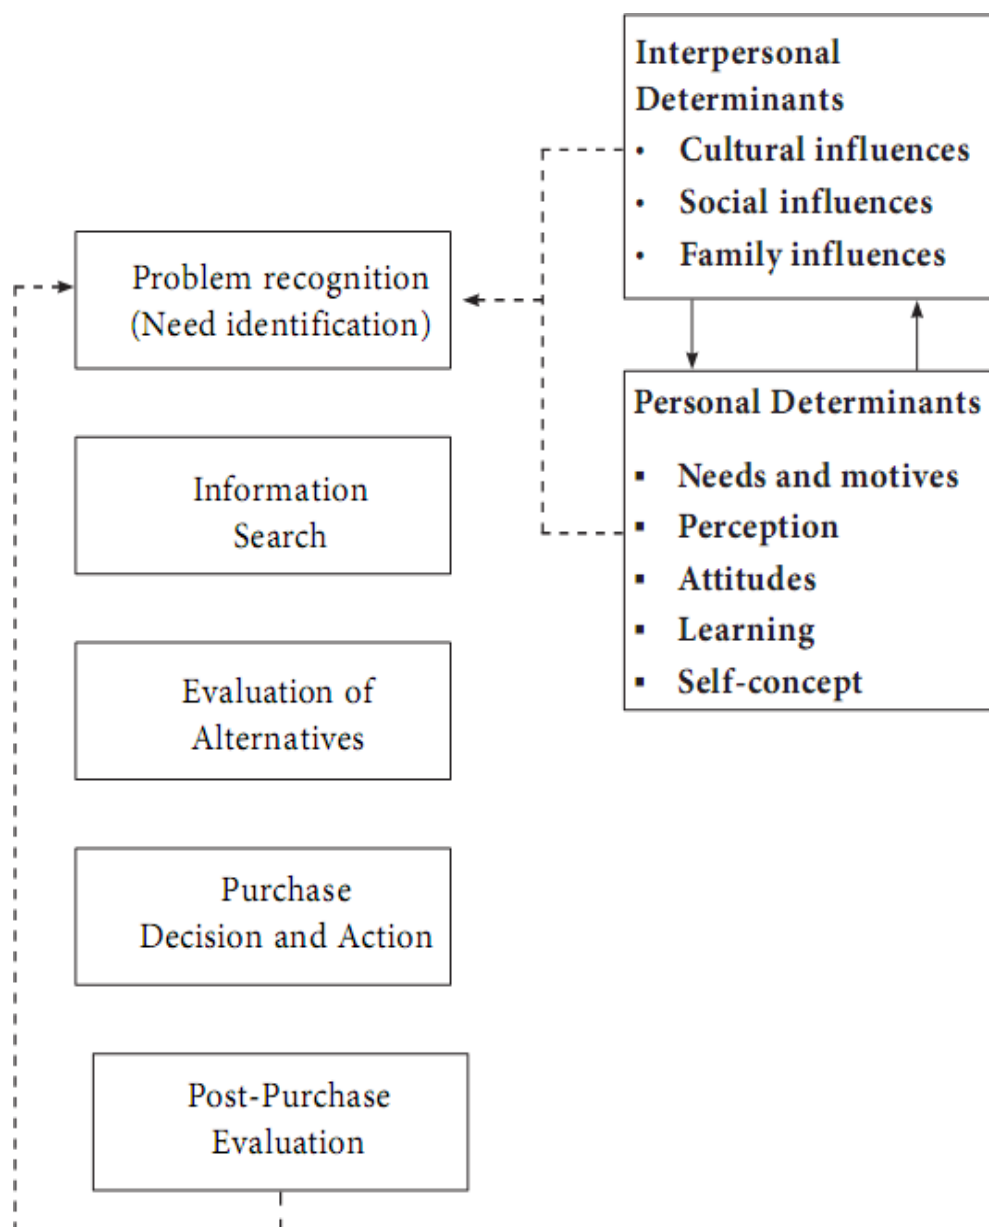 Interpersonal
Determinants
• Cultural influences
• Social influences
• Family influences
Problem recognition
(Need identification)
Personal Determinants
▪ Needs and motives
▪ Perception
▪ Attitudes
▪ Learning
▪ Self-concept
Information
Search
Evaluation of
Alternatives
Purchase
Decision and Action
Post-Purchase
Evaluation